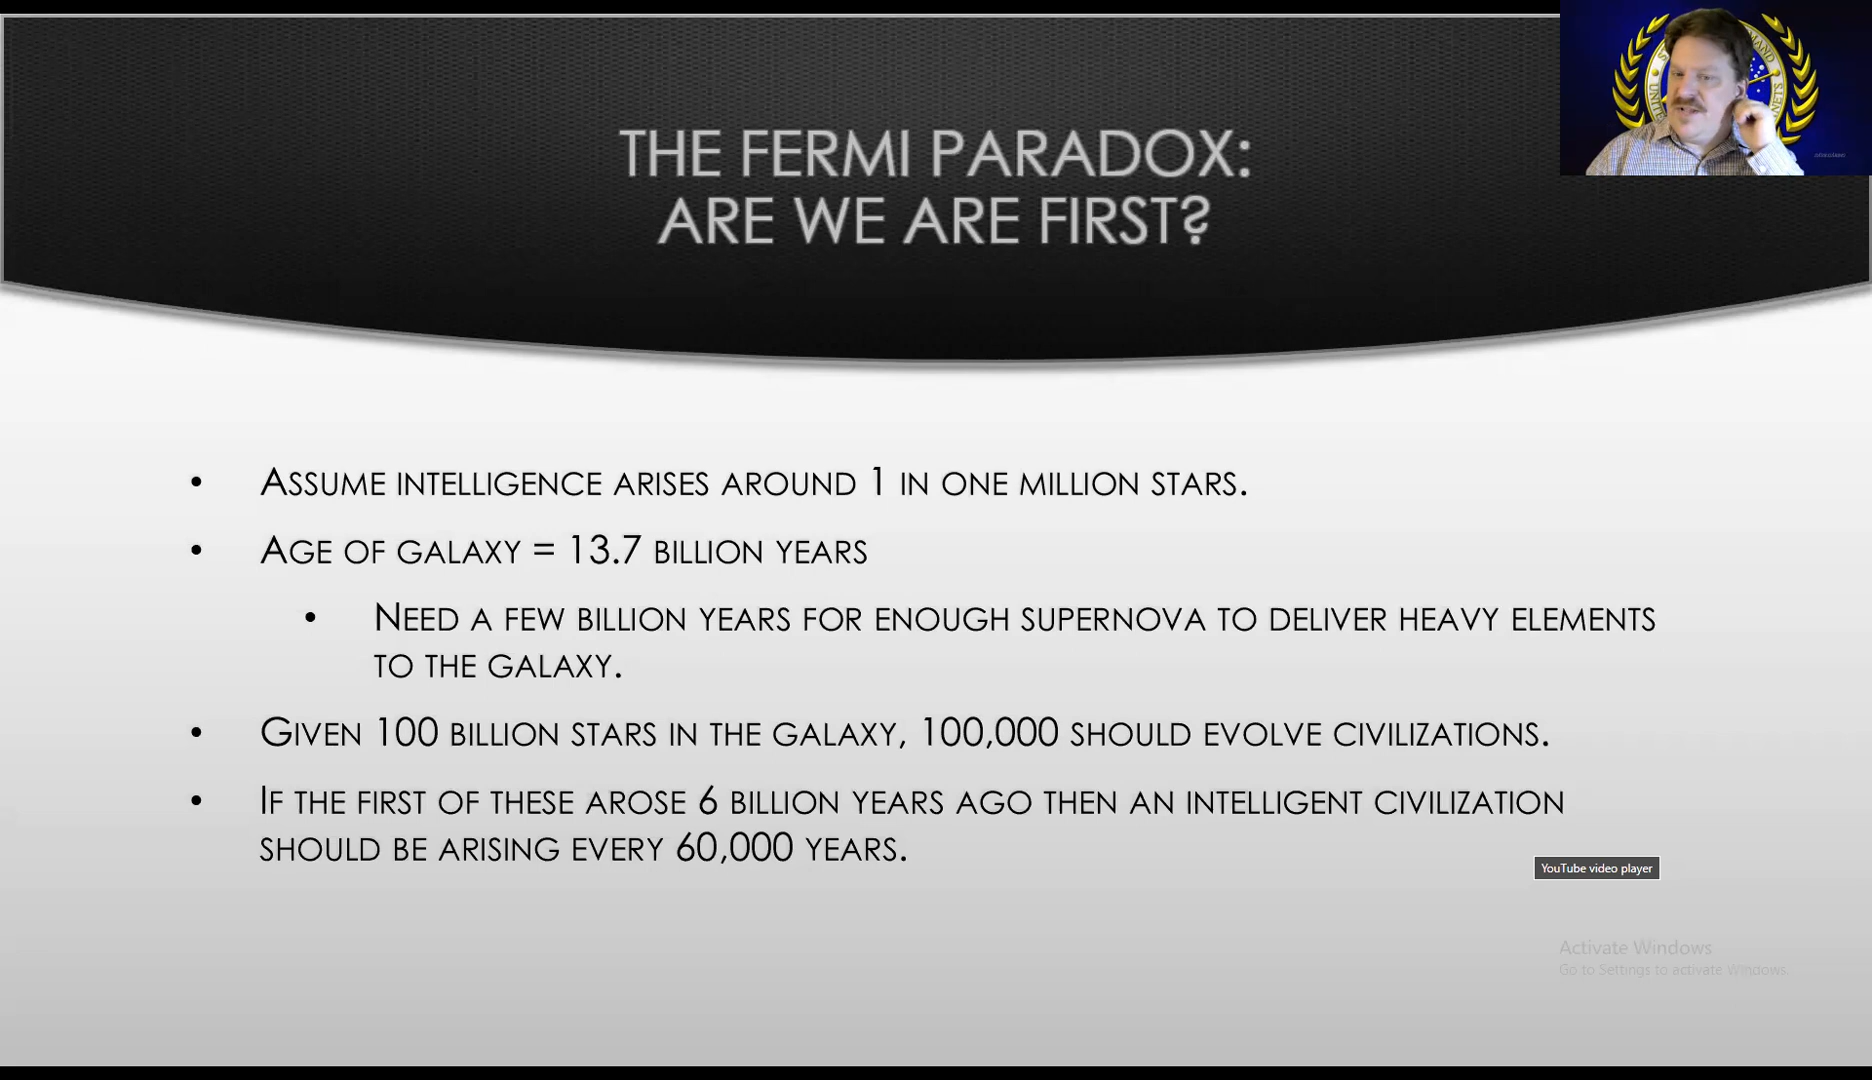 THE FERMI PARADOX:
ARE WE ARE FIRST?
• ASSUME INTELLIGENCE ARISES AROUND 1 IN ONE MILLION STARS.
• AGE OF GALAXY = 13.7 BILLION YEARS
• NEED A FEW BILLION YEARS FOR ENOUGH SUPERNOVA TO DELIVER HEAVY ELEMENTS
TO THE GALAXY.
• GIVEN 100 BILLION STARS IN THE GALAXY, 100,000 SHOULD EVOLVE CIVILIZATIONS.
• IF THE FIRST OF THESE AROSE 6 BILLION YEARS AGO THEN AN INTELLIGENT CIVILIZATION
SHOULD BE ARISING EVERY 60,000 YEARS.
YouTube video player
Activate Windows
Go to Settings to activate Windows.